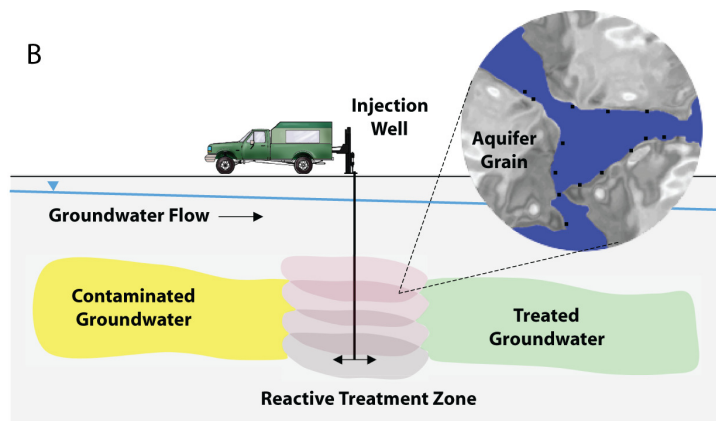 B
Injection
Well
Aquifer
Grain
Groundwater Flow
Contaminated
Groundwater
Treated
Groundwater
Reactive Treatment Zone